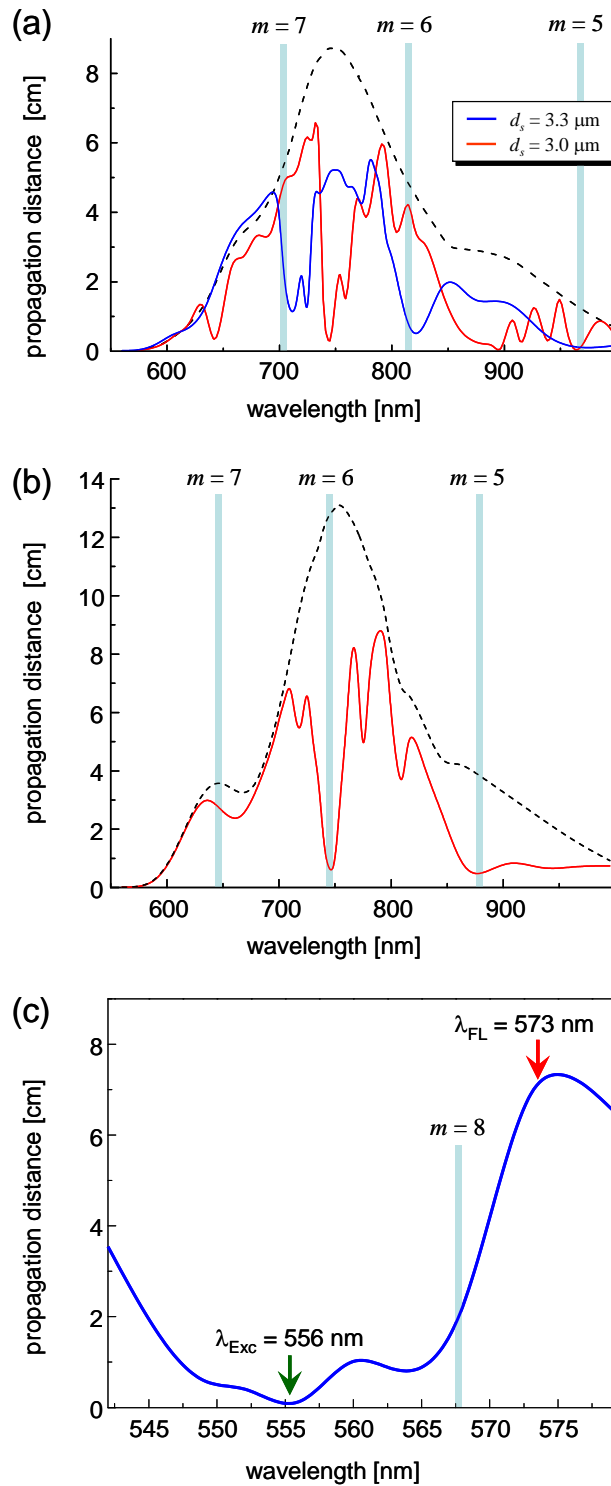 (a)
m = 7
m = 6
m = 5
propagation distance [cm]
8
6
4
2
0
d_s = 3.3 μm
d_s = 3.0 μm
600
700
800
900
wavelength [nm]
(b)
m = 7
m = 6
m = 5
propagation distance [cm]
14
12
10
8
6
4
2
0
600
700
800
900
wavelength [nm]
(c)
λ_FL = 573 nm
m = 8
λ_Exc = 556 nm
propagation distance [cm]
8
6
4
2
0
545
550
555
560
565
570
575
wavelength [nm]